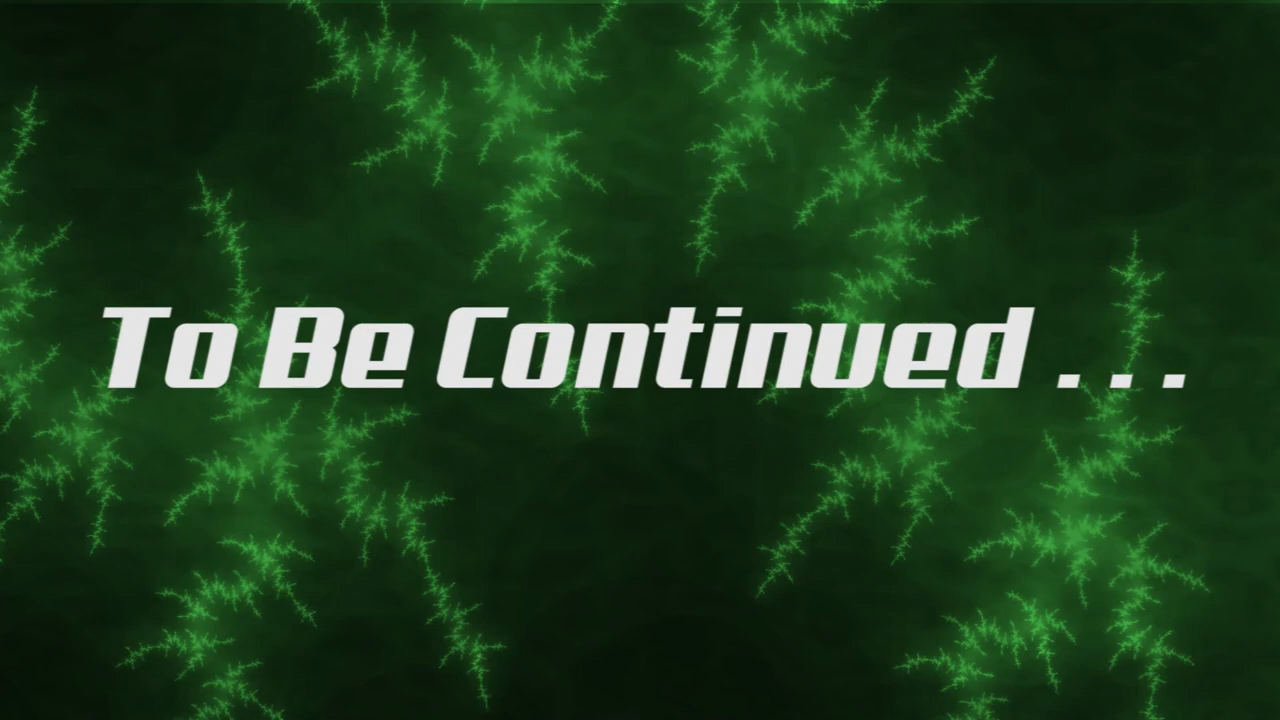 To Be Continued . . .